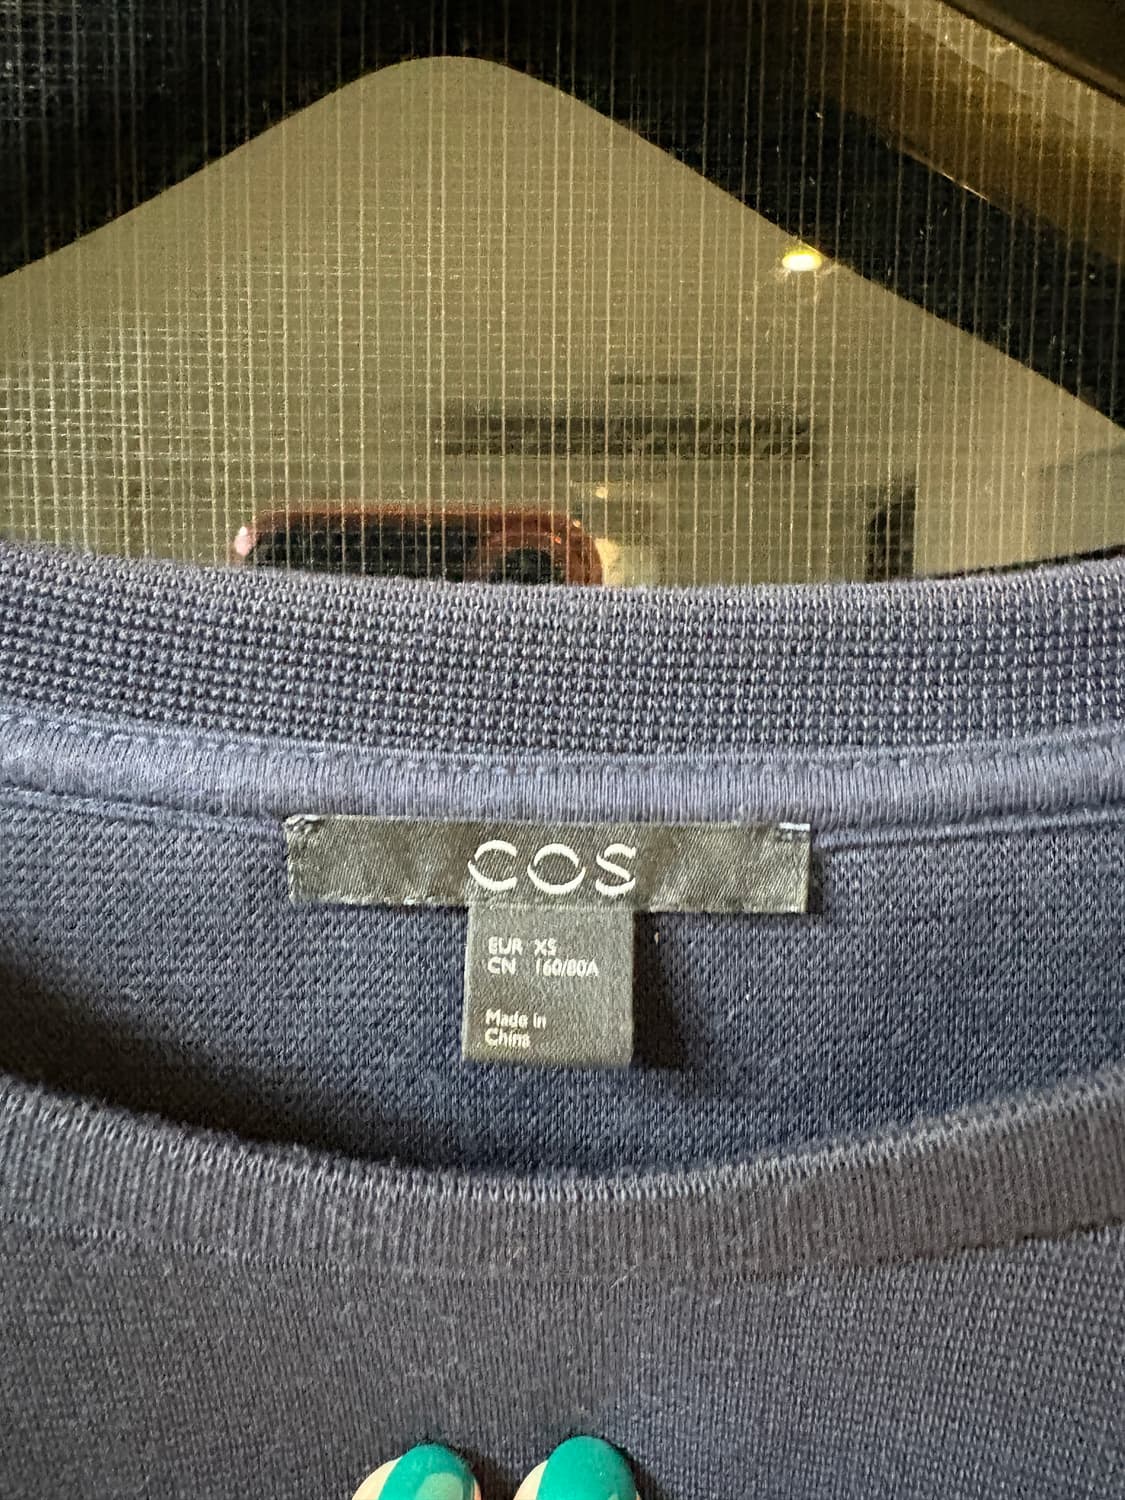 COS
EUR XS
CN 160/80A
Made in
China